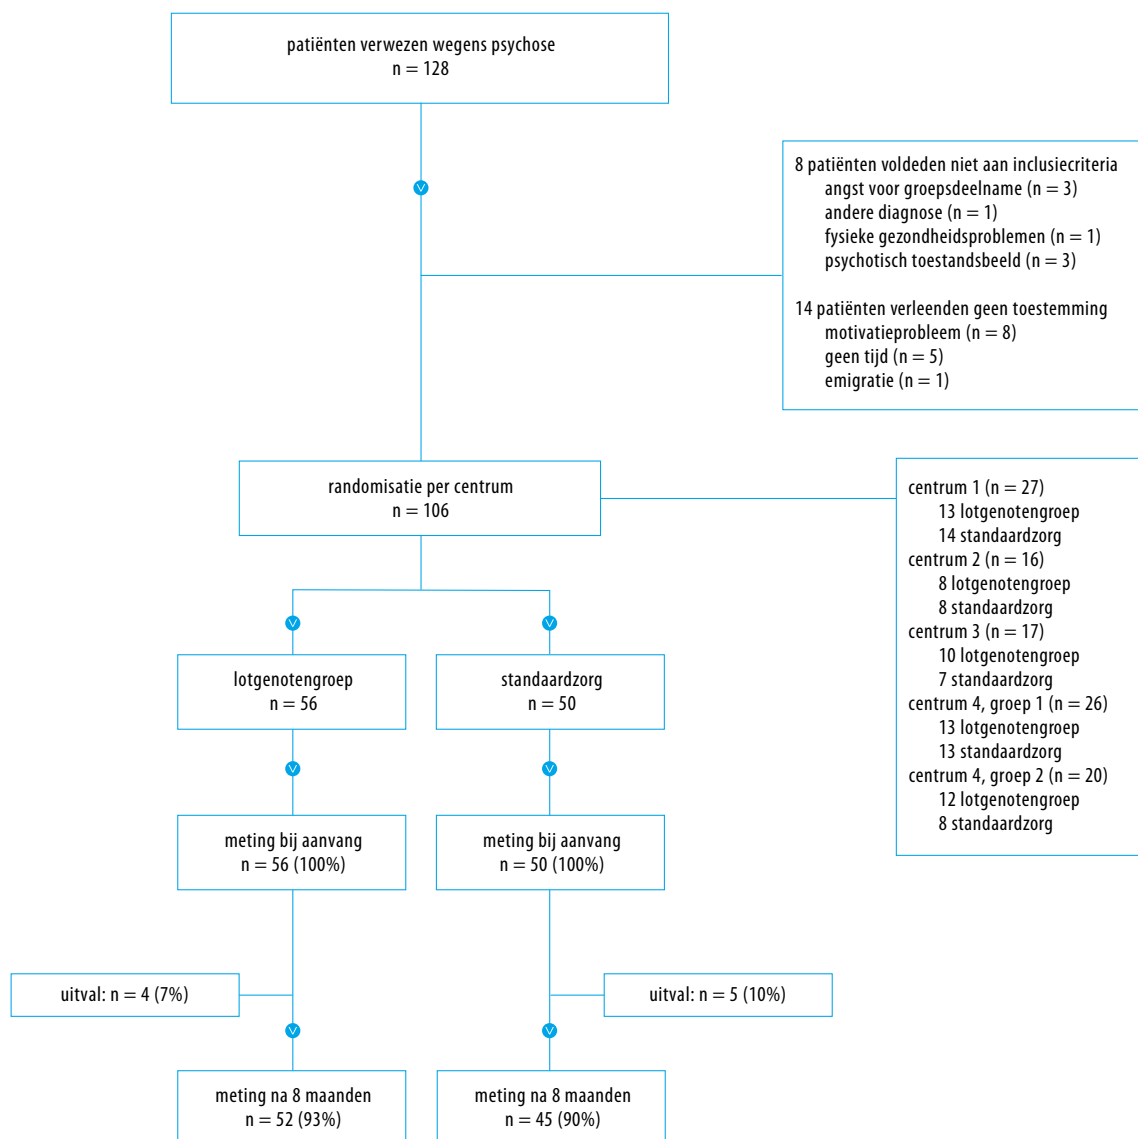 patiënten verwezen wegens psychose
n = 128
8 patiënten voldeden niet aan inclusiecriteria
angst voor groepsdeelname (n = 3)
andere diagnose (n = 1)
fysieke gezondheidsproblemen (n = 1)
psychotisch toestandsbeeld (n = 3)
14 patiënten verleenden geen toestemming
motivatieprobleem (n = 8)
geen tijd (n = 5)
emigratie (n = 1)
randomisatie per centrum
n = 106
centrum 1 (n = 27)
13 lotgenotengroep
14 standaardzorg
centrum 2 (n = 16)
8 lotgenotengroep
8 standaardzorg
centrum 3 (n = 17)
10 lotgenotengroep
7 standaardzorg
centrum 4, groep 1 (n = 26)
13 lotgenotengroep
13 standaardzorg
centrum 4, groep 2 (n = 20)
12 lotgenotengroep
8 standaardzorg
lotgenotengroep
n = 56
standaardzorg
n = 50
meting bij aanvang
n = 56 (100%)
meting bij aanvang
n = 50 (100%)
uitval: n = 4 (7%)
uitval: n = 5 (10%)
meting na 8 maanden
n = 52 (93%)
meting na 8 maanden
n = 45 (90%)